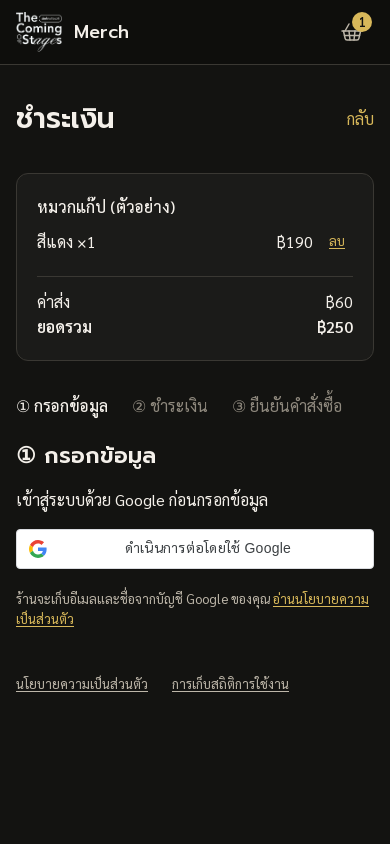 The
Coming
Stages
Merch
1
ชำระเงิน
กลับ
หมวกแก๊ป (ตัวอย่าง)
สีแดง ×1 ฿190 ลบ
ค่าส่ง ฿60
ยอดรวม ฿250
① กรอกข้อมูล ② ชำระเงิน ③ ยืนยันคำสั่งซื้อ
① กรอกข้อมูล
เข้าสู่ระบบด้วย Google ก่อนกรอกข้อมูล
ดำเนินการต่อโดยใช้ Google
ร้านจะเก็บอีเมลและชื่อจากบัญชี Google ของคุณ อ่านนโยบายความ
เป็นส่วนตัว
นโยบายความเป็นส่วนตัว การเก็บสถิติการใช้งาน